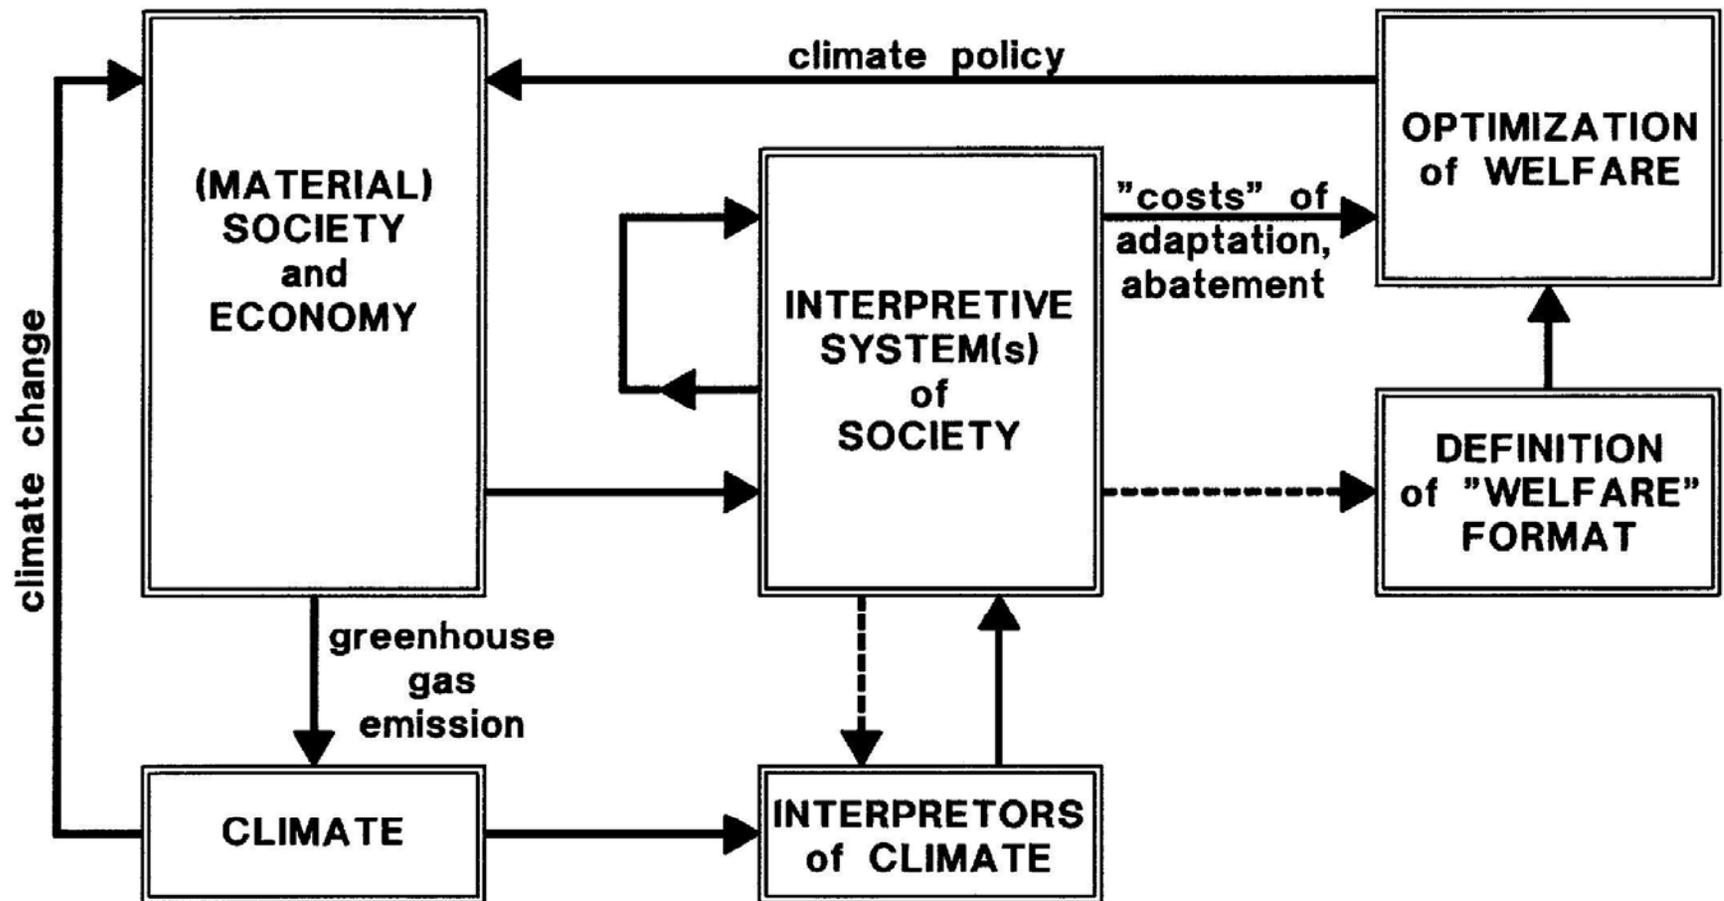 climate policy
(MATERIAL)
SOCIETY
and
ECONOMY
OPTIMIZATION
of WELFARE
"costs" of
adaptation,
abatement
INTERPRETIVE
SYSTEM(s)
of
SOCIETY
climate change
DEFINITION
of "WELFARE"
FORMAT
greenhouse
gas
emission
CLIMATE
INTERPRETORS
of CLIMATE